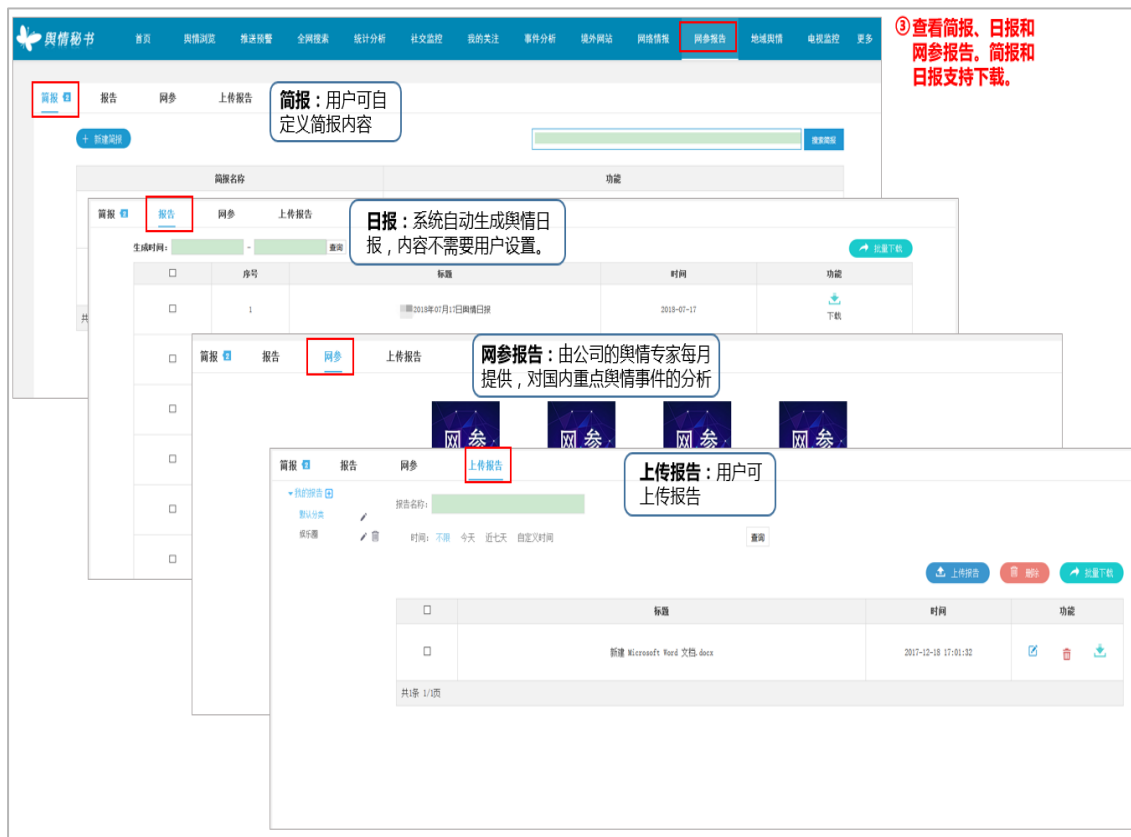 舆情秘书 首页 舆情浏览 推送预警 全网搜索 统计分析 社交监控 我的关注 事件分析 境外网站 网络情报 网参报告 地域舆情 电视监控 更多
③查看简报、日报和
网参报告。简报和
日报支持下载。
简报 报告 网参 上传报告
简报：用户可自
定义简报内容
+ 新建简报 搜索简报
简报名称 功能
简报 报告 网参 上传报告
日报：系统自动生成舆情日
报，内容不需要用户设置。
生成时间： - 查询 批量下载
序号 标题 时间 功能
1 2018年07月17日舆情日报 2018-07-17 下载
共
简报 报告 网参 上传报告
网参报告：由公司的舆情专家每月
提供，对国内重点舆情事件的分析
网参 网参 网参 网参
简报 报告 网参 上传报告
上传报告：用户可
上传报告
我的报告
默认分类
娱乐圈
报告名称：
时间： 不限 今天 近七天 自定义时间 查询
上传报告 删除 批量下载
标题 时间 功能
新建 Microsoft Word 文档.docx 2017-12-18 17:01:32
共1条 1/1页